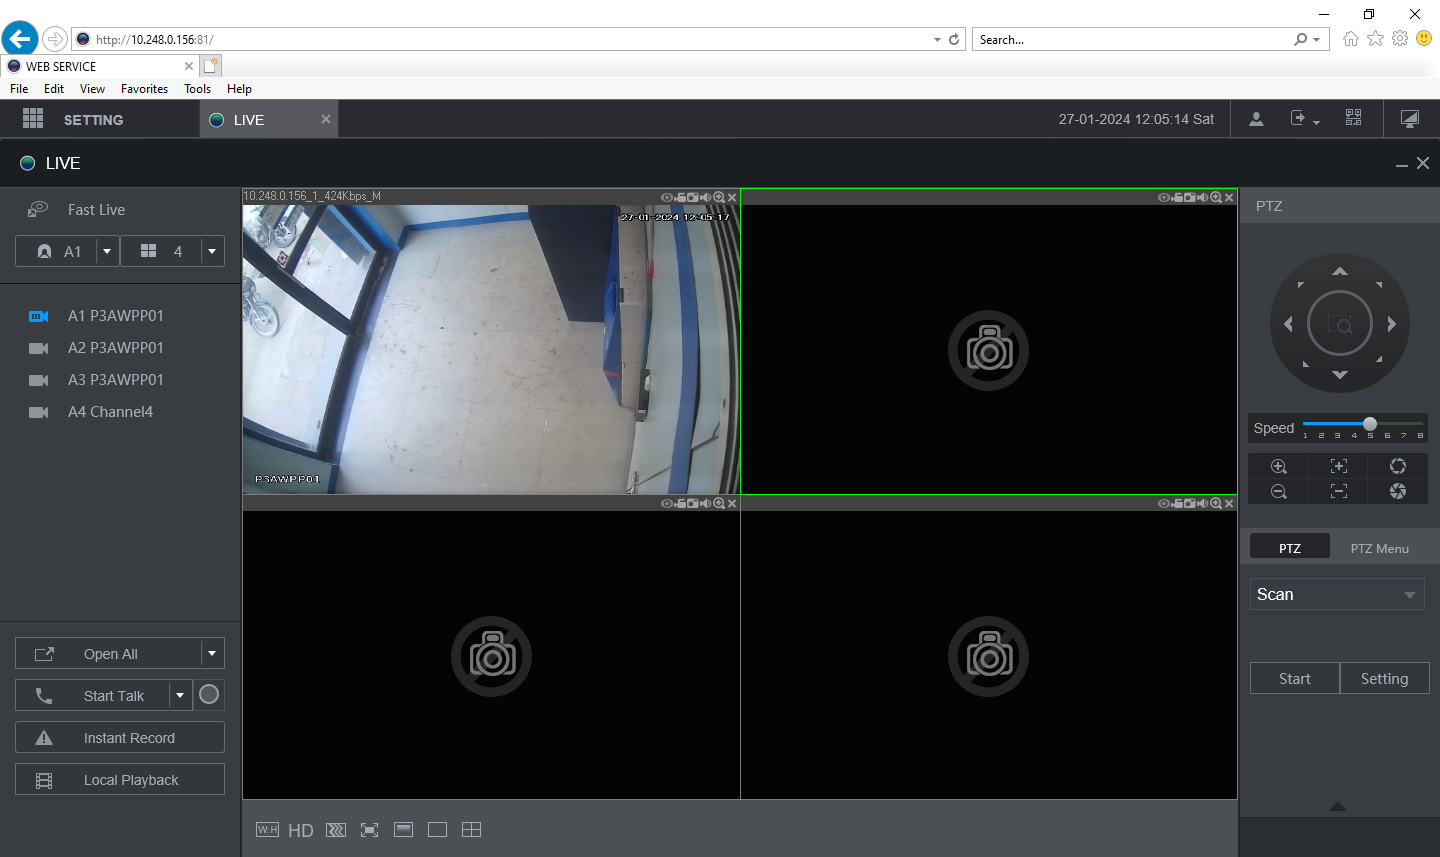 http://10.248.0.156:81/
Search...
WEB SERVICE
File Edit View Favorites Tools Help
SETTING
LIVE
27-01-2024 12:05:14 Sat
LIVE
Fast Live
A1
4
A1 P3AWPP01
A2 P3AWPP01
A3 P3AWPP01
A4 Channel4
Open All
Start Talk
Instant Record
Local Playback
10.248.0.156_1_424Kbps_M
27-01-2024 12:05:17
P3AWPP01
W:H
HD
PTZ
Speed
1 2 3 4 5 6 7 8
PTZ
PTZ Menu
Scan
Start
Setting